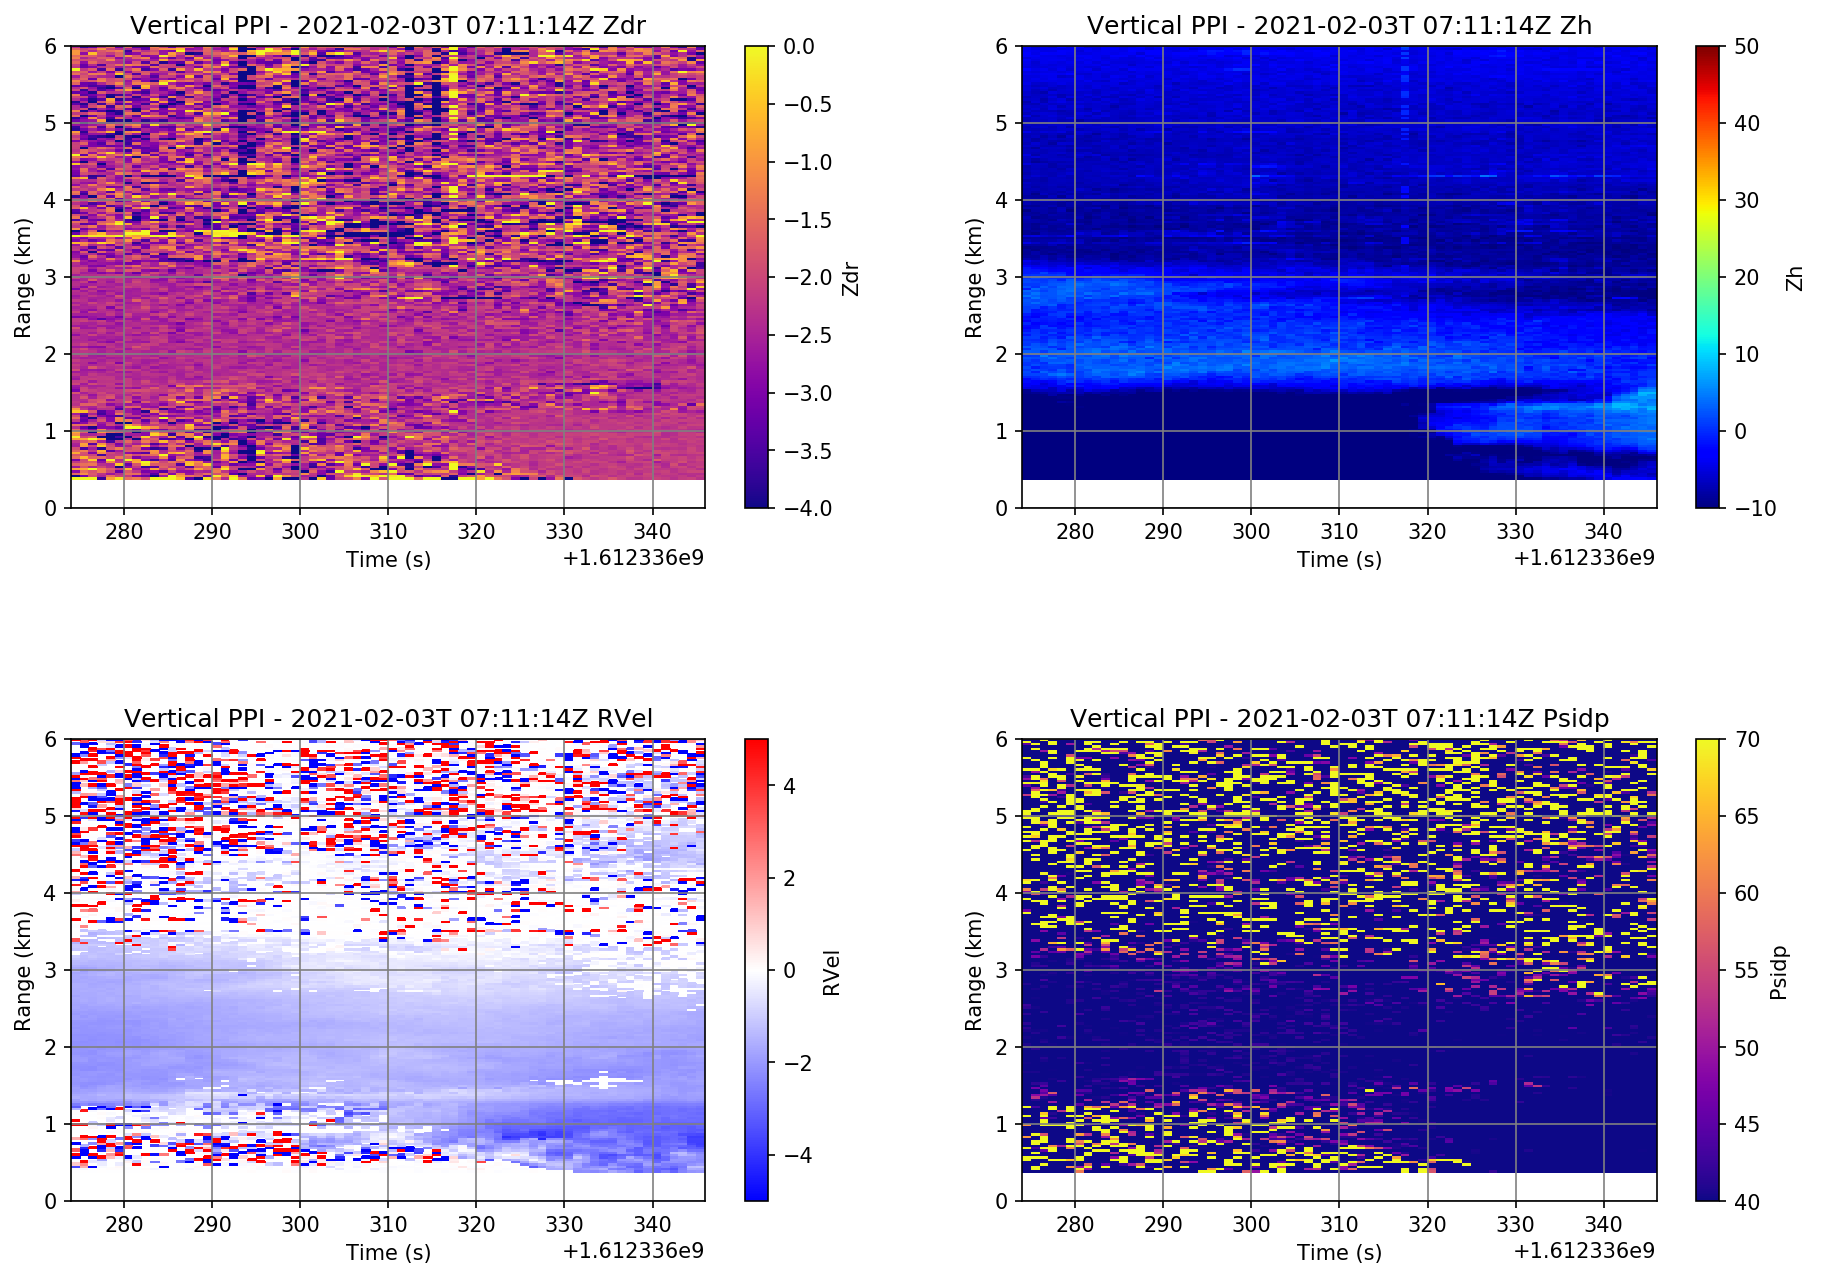 Vertical PPI - 2021-02-03T 07:11:14Z Zdr
6
5
4
3
2
1
0
Range (km)
280 290 300 310 320 330 340
Time (s)
+1.612336e9
0.0
−0.5
−1.0
−1.5
−2.0
−2.5
−3.0
−3.5
−4.0
Zdr
Vertical PPI - 2021-02-03T 07:11:14Z Zh
6
5
4
3
2
1
0
Range (km)
280 290 300 310 320 330 340
Time (s)
+1.612336e9
50
40
30
20
10
0
−10
Zh
Vertical PPI - 2021-02-03T 07:11:14Z RVel
6
5
4
3
2
1
0
Range (km)
280 290 300 310 320 330 340
Time (s)
+1.612336e9
4
2
0
−2
−4
RVel
Vertical PPI - 2021-02-03T 07:11:14Z Psidp
6
5
4
3
2
1
0
Range (km)
280 290 300 310 320 330 340
Time (s)
+1.612336e9
70
65
60
55
50
45
40
Psidp